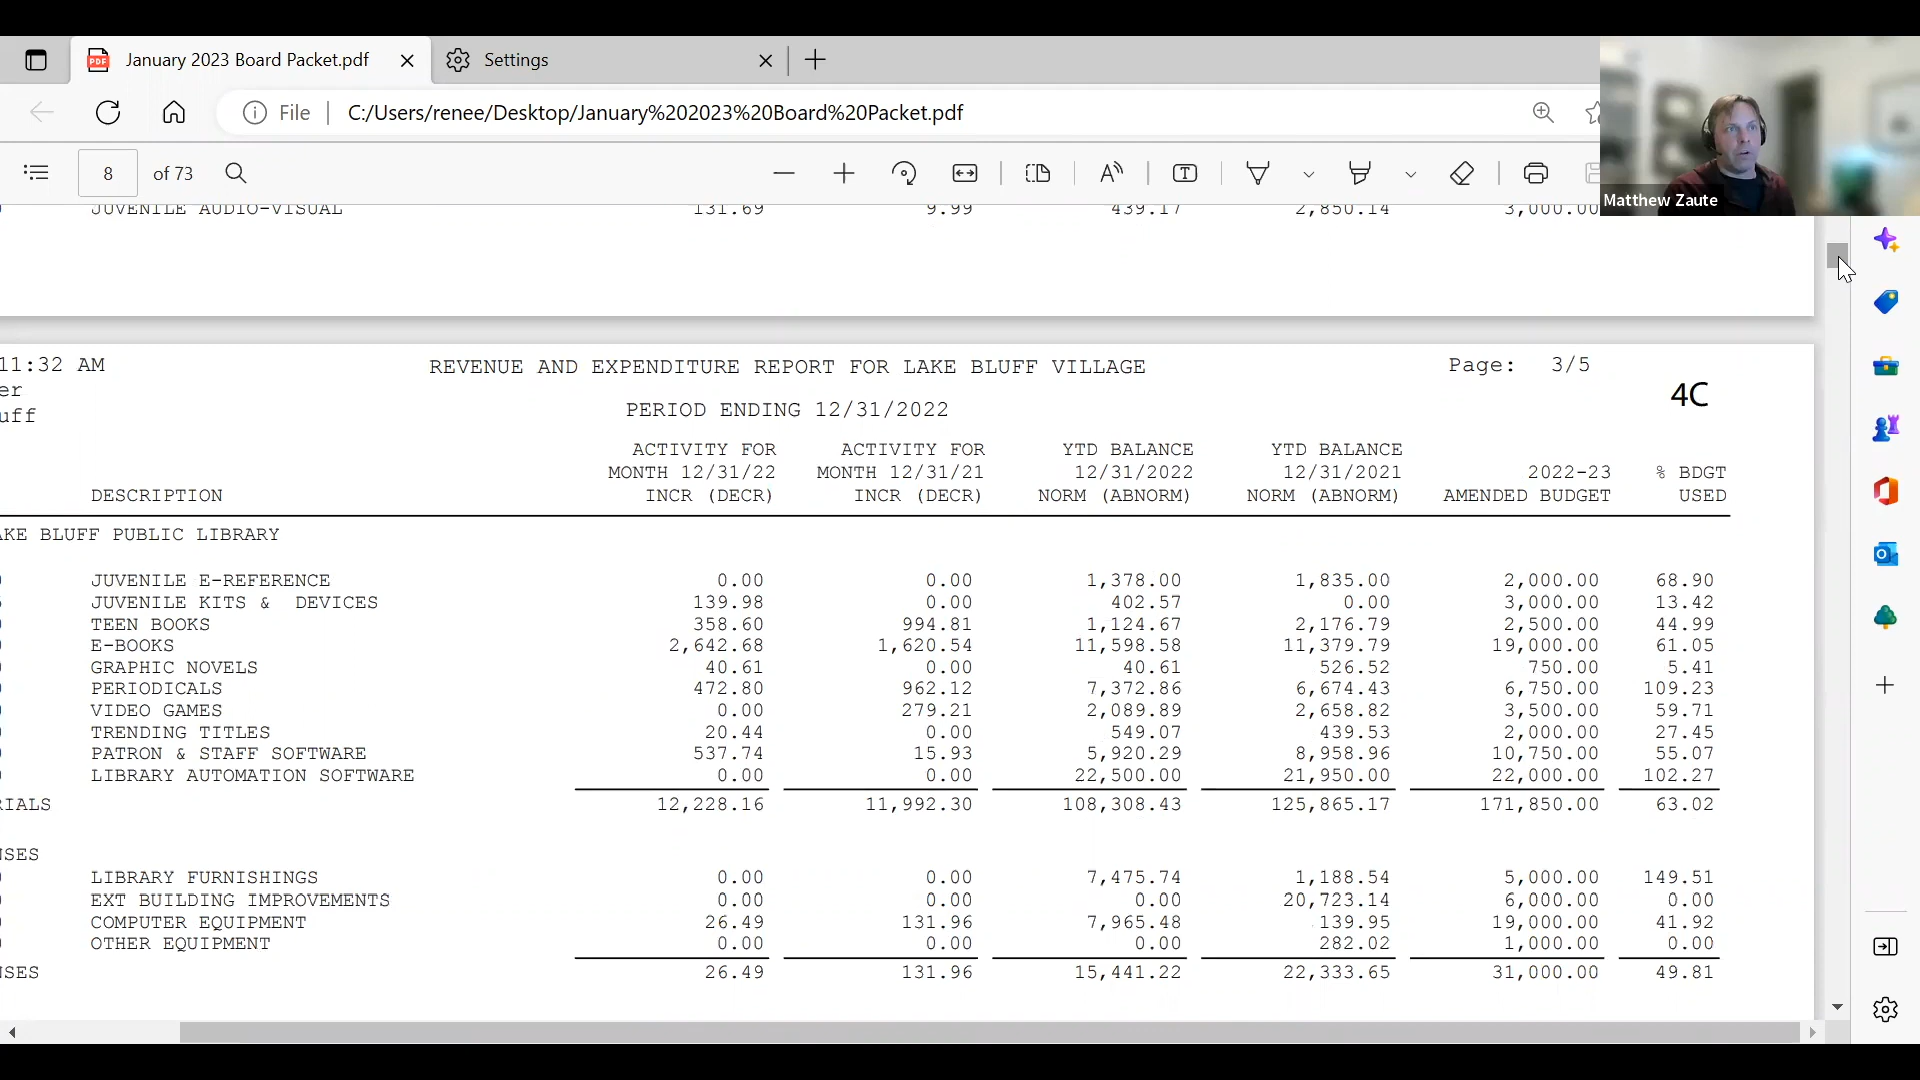 January 2023 Board Packet.pdf
Settings
File
C:/Users/renee/Desktop/January%202023%20Board%20Packet.pdf
8 of 73
Matthew Zaute
JUVENILE AUDIO-VISUAL 131.69 9.99 439.17 2,850.14 3,000.00
11:32 AM REVENUE AND EXPENDITURE REPORT FOR LAKE BLUFF VILLAGE Page: 3/5
er
4C
uff PERIOD ENDING 12/31/2022
ACTIVITY FOR ACTIVITY FOR YTD BALANCE YTD BALANCE
MONTH 12/31/22 MONTH 12/31/21 12/31/2022 12/31/2021 2022-23 % BDGT
DESCRIPTION INCR (DECR) INCR (DECR) NORM (ABNORM) NORM (ABNORM) AMENDED BUDGET USED
AKE BLUFF PUBLIC LIBRARY
JUVENILE E-REFERENCE 0.00 0.00 1,378.00 1,835.00 2,000.00 68.90
JUVENILE KITS & DEVICES 139.98 0.00 402.57 0.00 3,000.00 13.42
TEEN BOOKS 358.60 994.81 1,124.67 2,176.79 2,500.00 44.99
E-BOOKS 2,642.68 1,620.54 11,598.58 11,379.79 19,000.00 61.05
GRAPHIC NOVELS 40.61 0.00 40.61 526.52 750.00 5.41
PERIODICALS 472.80 962.12 7,372.86 6,674.43 6,750.00 109.23
VIDEO GAMES 0.00 279.21 2,089.89 2,658.82 3,500.00 59.71
TRENDING TITLES 20.44 0.00 549.07 439.53 2,000.00 27.45
PATRON & STAFF SOFTWARE 537.74 15.93 5,920.29 8,958.96 10,750.00 55.07
LIBRARY AUTOMATION SOFTWARE 0.00 0.00 22,500.00 21,950.00 22,000.00 102.27
RIALS 12,228.16 11,992.30 108,308.43 125,865.17 171,850.00 63.02
NSES
LIBRARY FURNISHINGS 0.00 0.00 7,475.74 1,188.54 5,000.00 149.51
EXT BUILDING IMPROVEMENTS 0.00 0.00 0.00 20,723.14 6,000.00 0.00
COMPUTER EQUIPMENT 26.49 131.96 7,965.48 139.95 19,000.00 41.92
OTHER EQUIPMENT 0.00 0.00 0.00 282.02 1,000.00 0.00
NSES 26.49 131.96 15,441.22 22,333.65 31,000.00 49.81